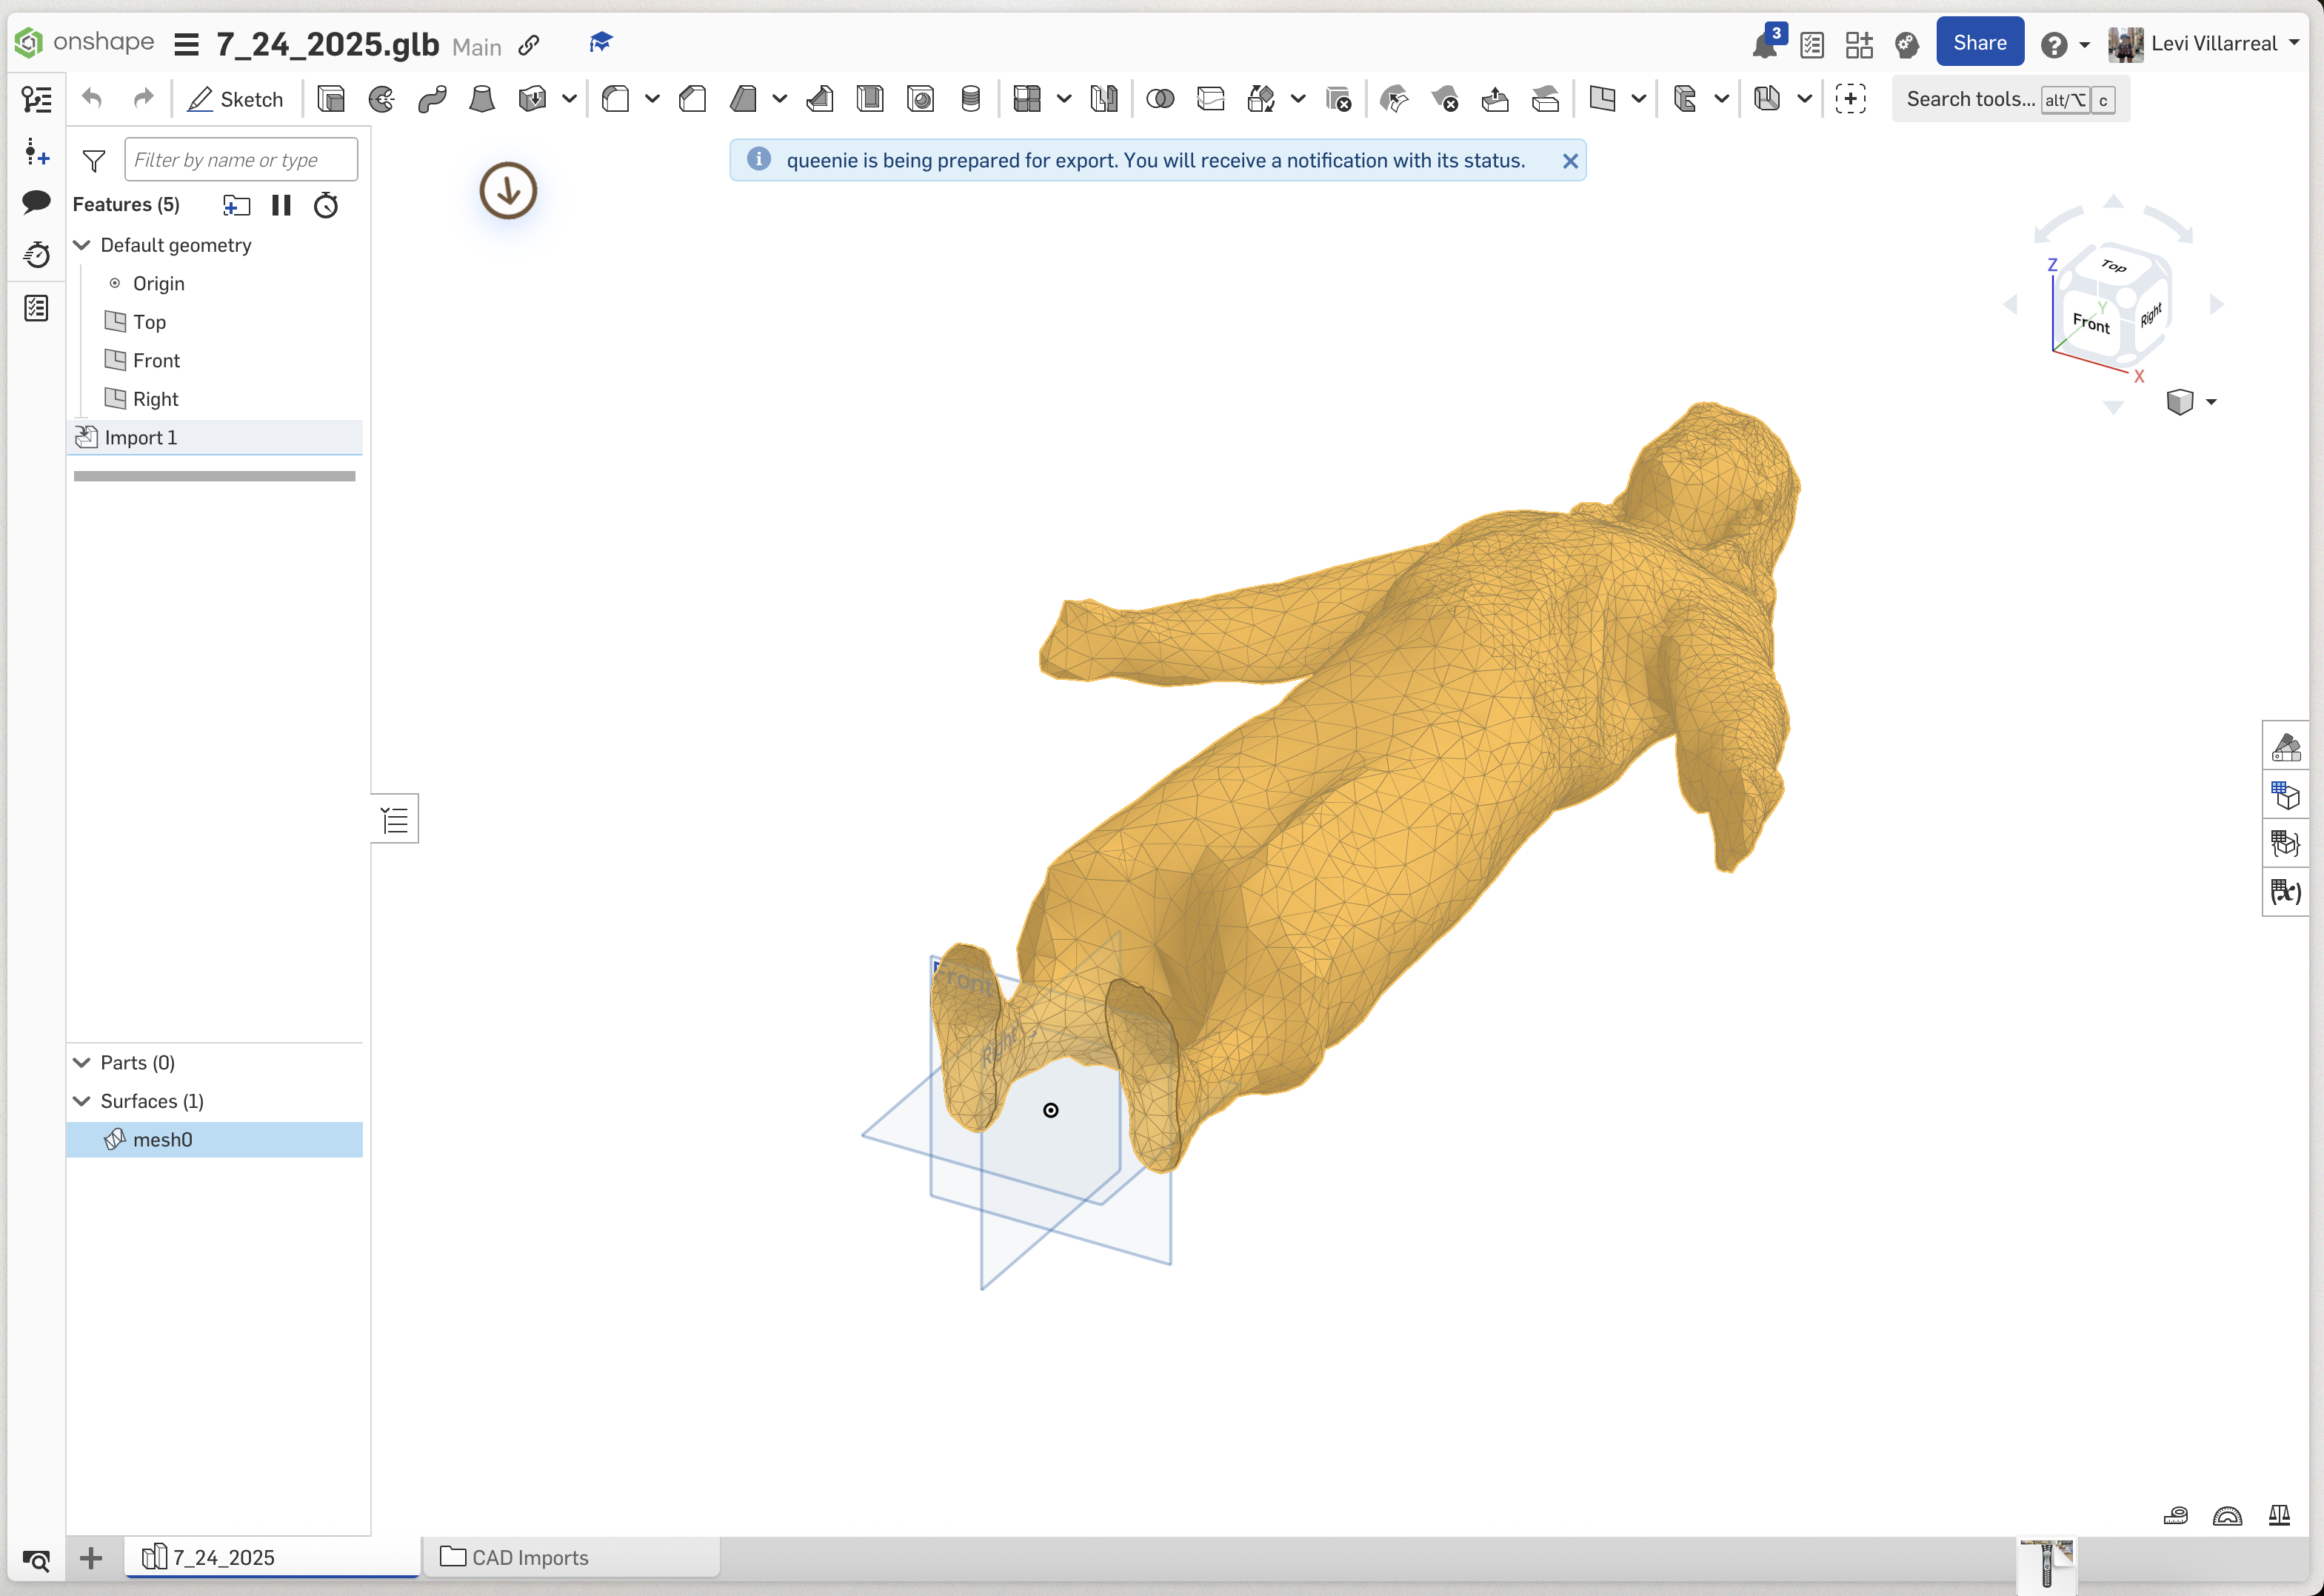 onshape
7_24_2025.glb Main
3
Share
Levi Villarreal
Sketch
Search tools... alt/⌥ c
Filter by name or type
queenie is being prepared for export. You will receive a notification with its status.
Features (5)
Default geometry
Origin
Top
Front
Right
Import 1
Z
Top
Y
Front
Right
X
Front
Right
Parts (0)
Surfaces (1)
mesh0
7_24_2025
CAD Imports